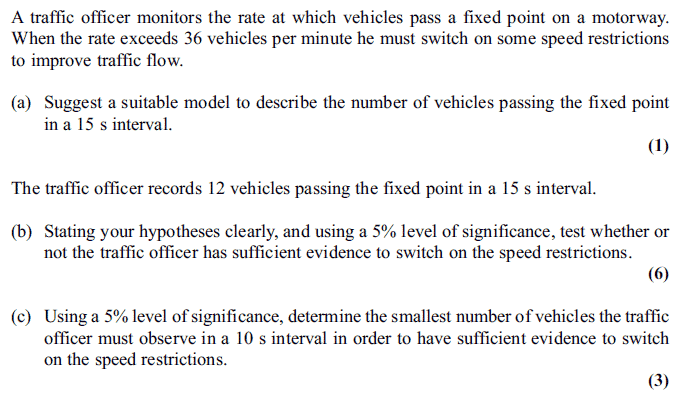 A traffic officer monitors the rate at which vehicles pass a fixed point on a motorway.
When the rate exceeds 36 vehicles per minute he must switch on some speed restrictions
to improve traffic flow.
(a) Suggest a suitable model to describe the number of vehicles passing the fixed point
in a 15 s interval.
(1)
The traffic officer records 12 vehicles passing the fixed point in a 15 s interval.
(b) Stating your hypotheses clearly, and using a 5% level of significance, test whether or
not the traffic officer has sufficient evidence to switch on the speed restrictions.
(6)
(c) Using a 5% level of significance, determine the smallest number of vehicles the traffic
officer must observe in a 10 s interval in order to have sufficient evidence to switch
on the speed restrictions.
(3)